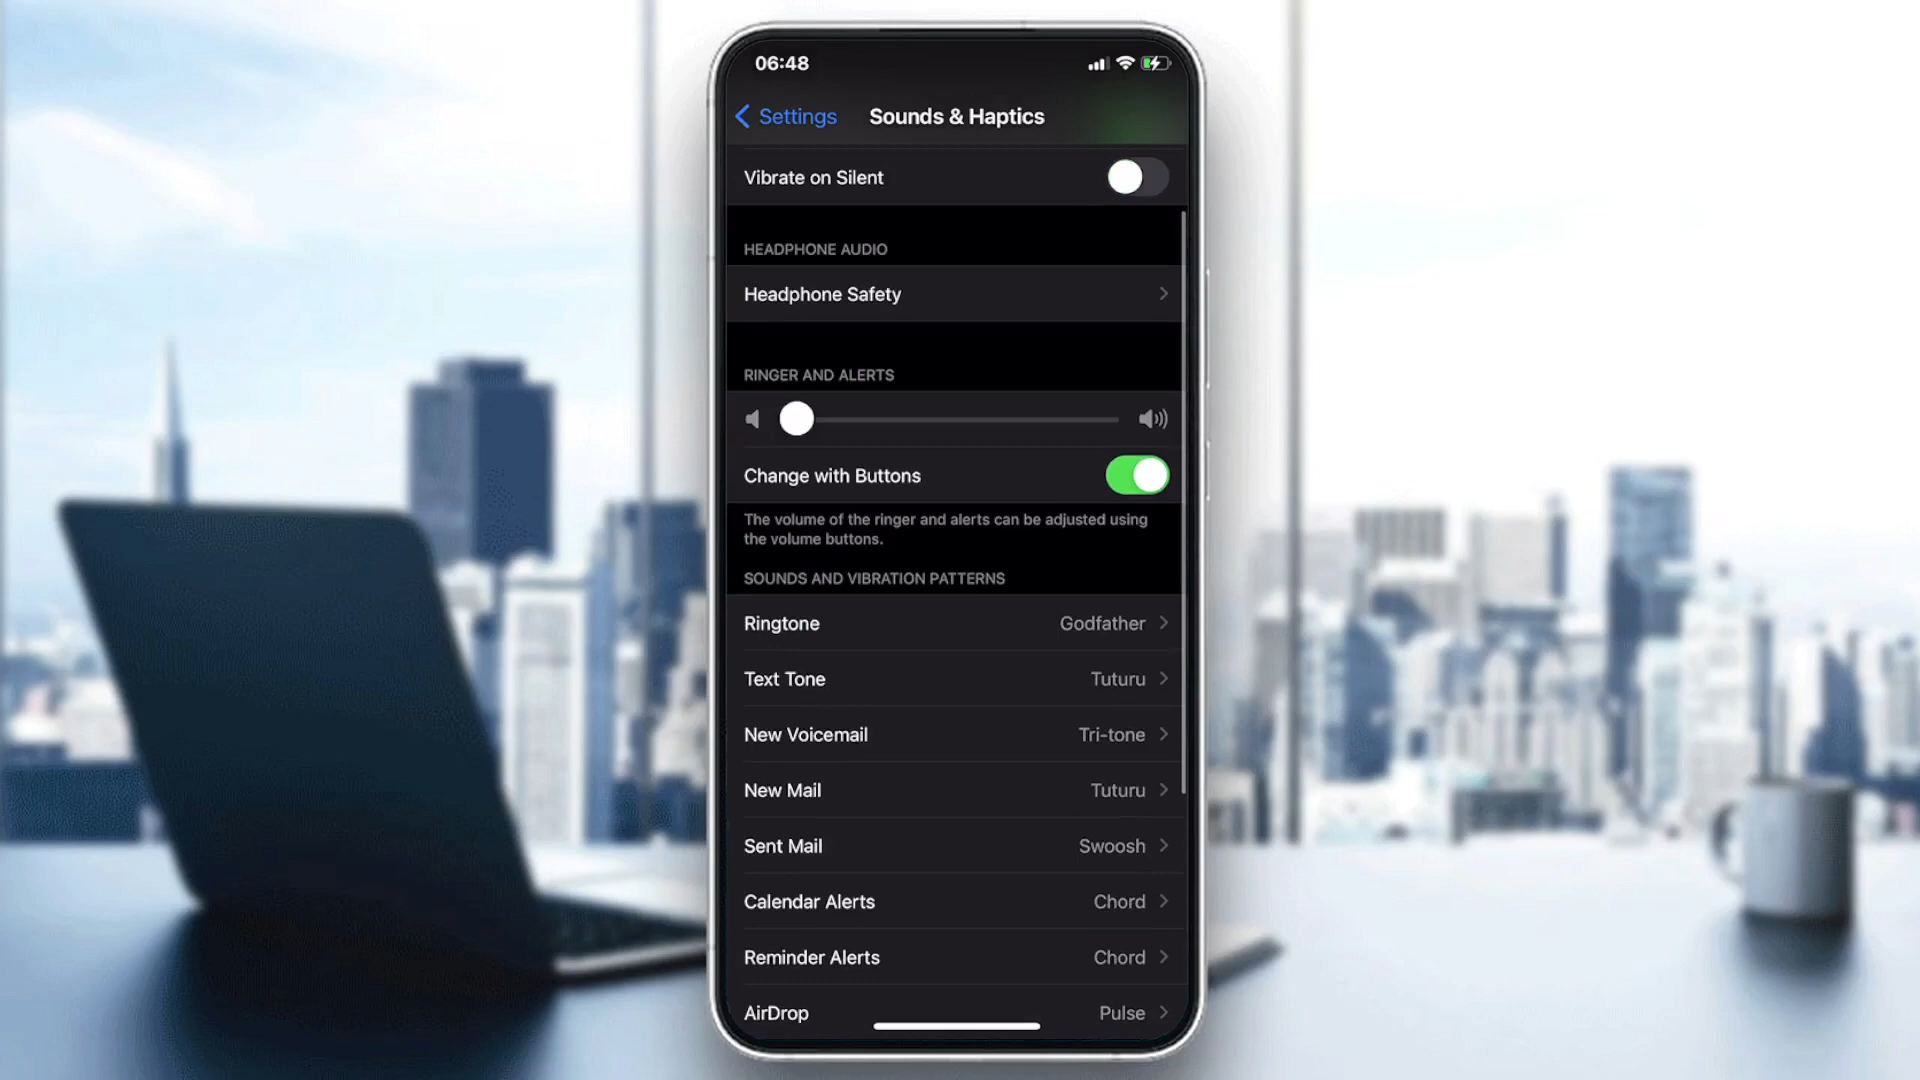 06:48
Settings
Sounds & Haptics
Vibrate on Silent
HEADPHONE AUDIO
Headphone Safety
RINGER AND ALERTS
Change with Buttons
The volume of the ringer and alerts can be adjusted using
the volume buttons.
SOUNDS AND VIBRATION PATTERNS
Ringtone Godfather
Text Tone Tuturu
New Voicemail Tri-tone
New Mail Tuturu
Sent Mail Swoosh
Calendar Alerts Chord
Reminder Alerts Chord
AirDrop Pulse